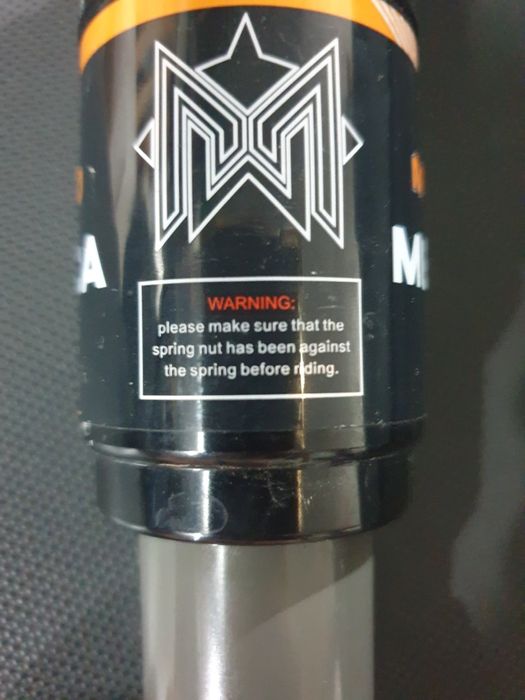 WARNING:
please make sure that the
spring nut has been against
the spring before riding.